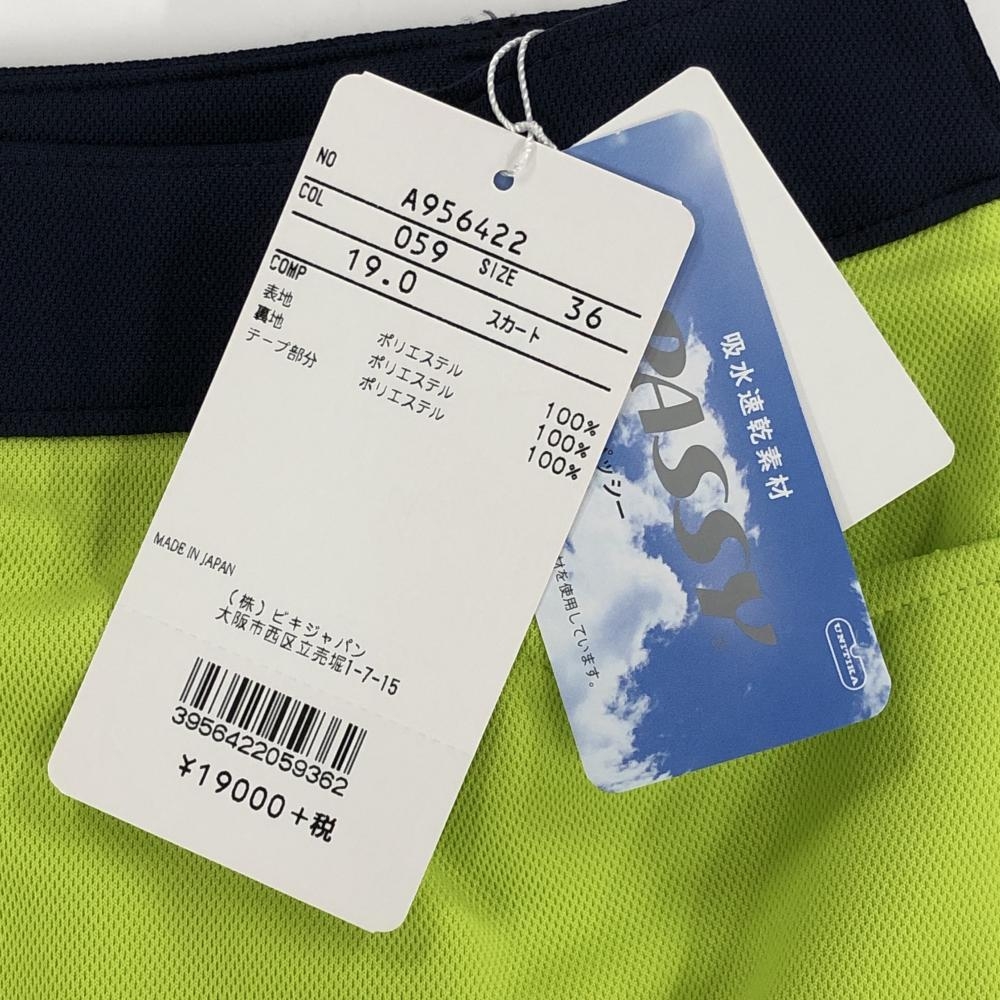 NO A956422
COL 059 SIZE 36
19.0 スカート
COMP
表地 ポリエステル 100%
裏地 ポリエステル 100%
テープ部分 ポリエステル 100%
MADE IN JAPAN
(株)ビキジャパン
大阪市西区立売堀1-7-15
3956422059362
¥19000+税
吸水速乾素材
PASSY
ッシー
を使用しています。
UNITIKA